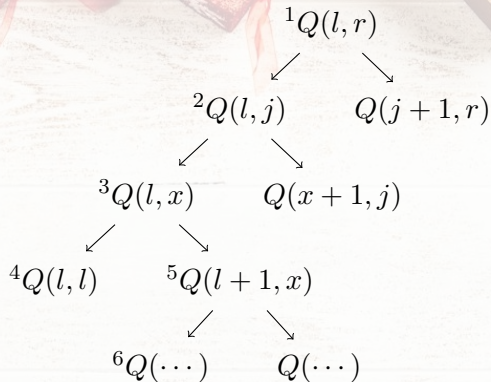 ¹Q(l, r)
²Q(l, j) Q(j + 1, r)
³Q(l, x) Q(x + 1, j)
⁴Q(l, l) ⁵Q(l + 1, x)
⁶Q(⋯) Q(⋯)